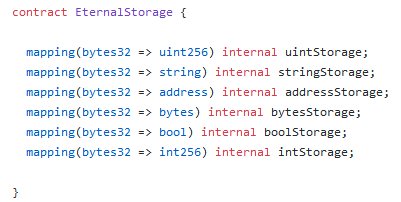 contract EternalStorage {
mapping(bytes32 => uint256) internal uintStorage;
mapping(bytes32 => string) internal stringStorage;
mapping(bytes32 => address) internal addressStorage;
mapping(bytes32 => bytes) internal bytesStorage;
mapping(bytes32 => bool) internal boolStorage;
mapping(bytes32 => int256) internal intStorage;
}